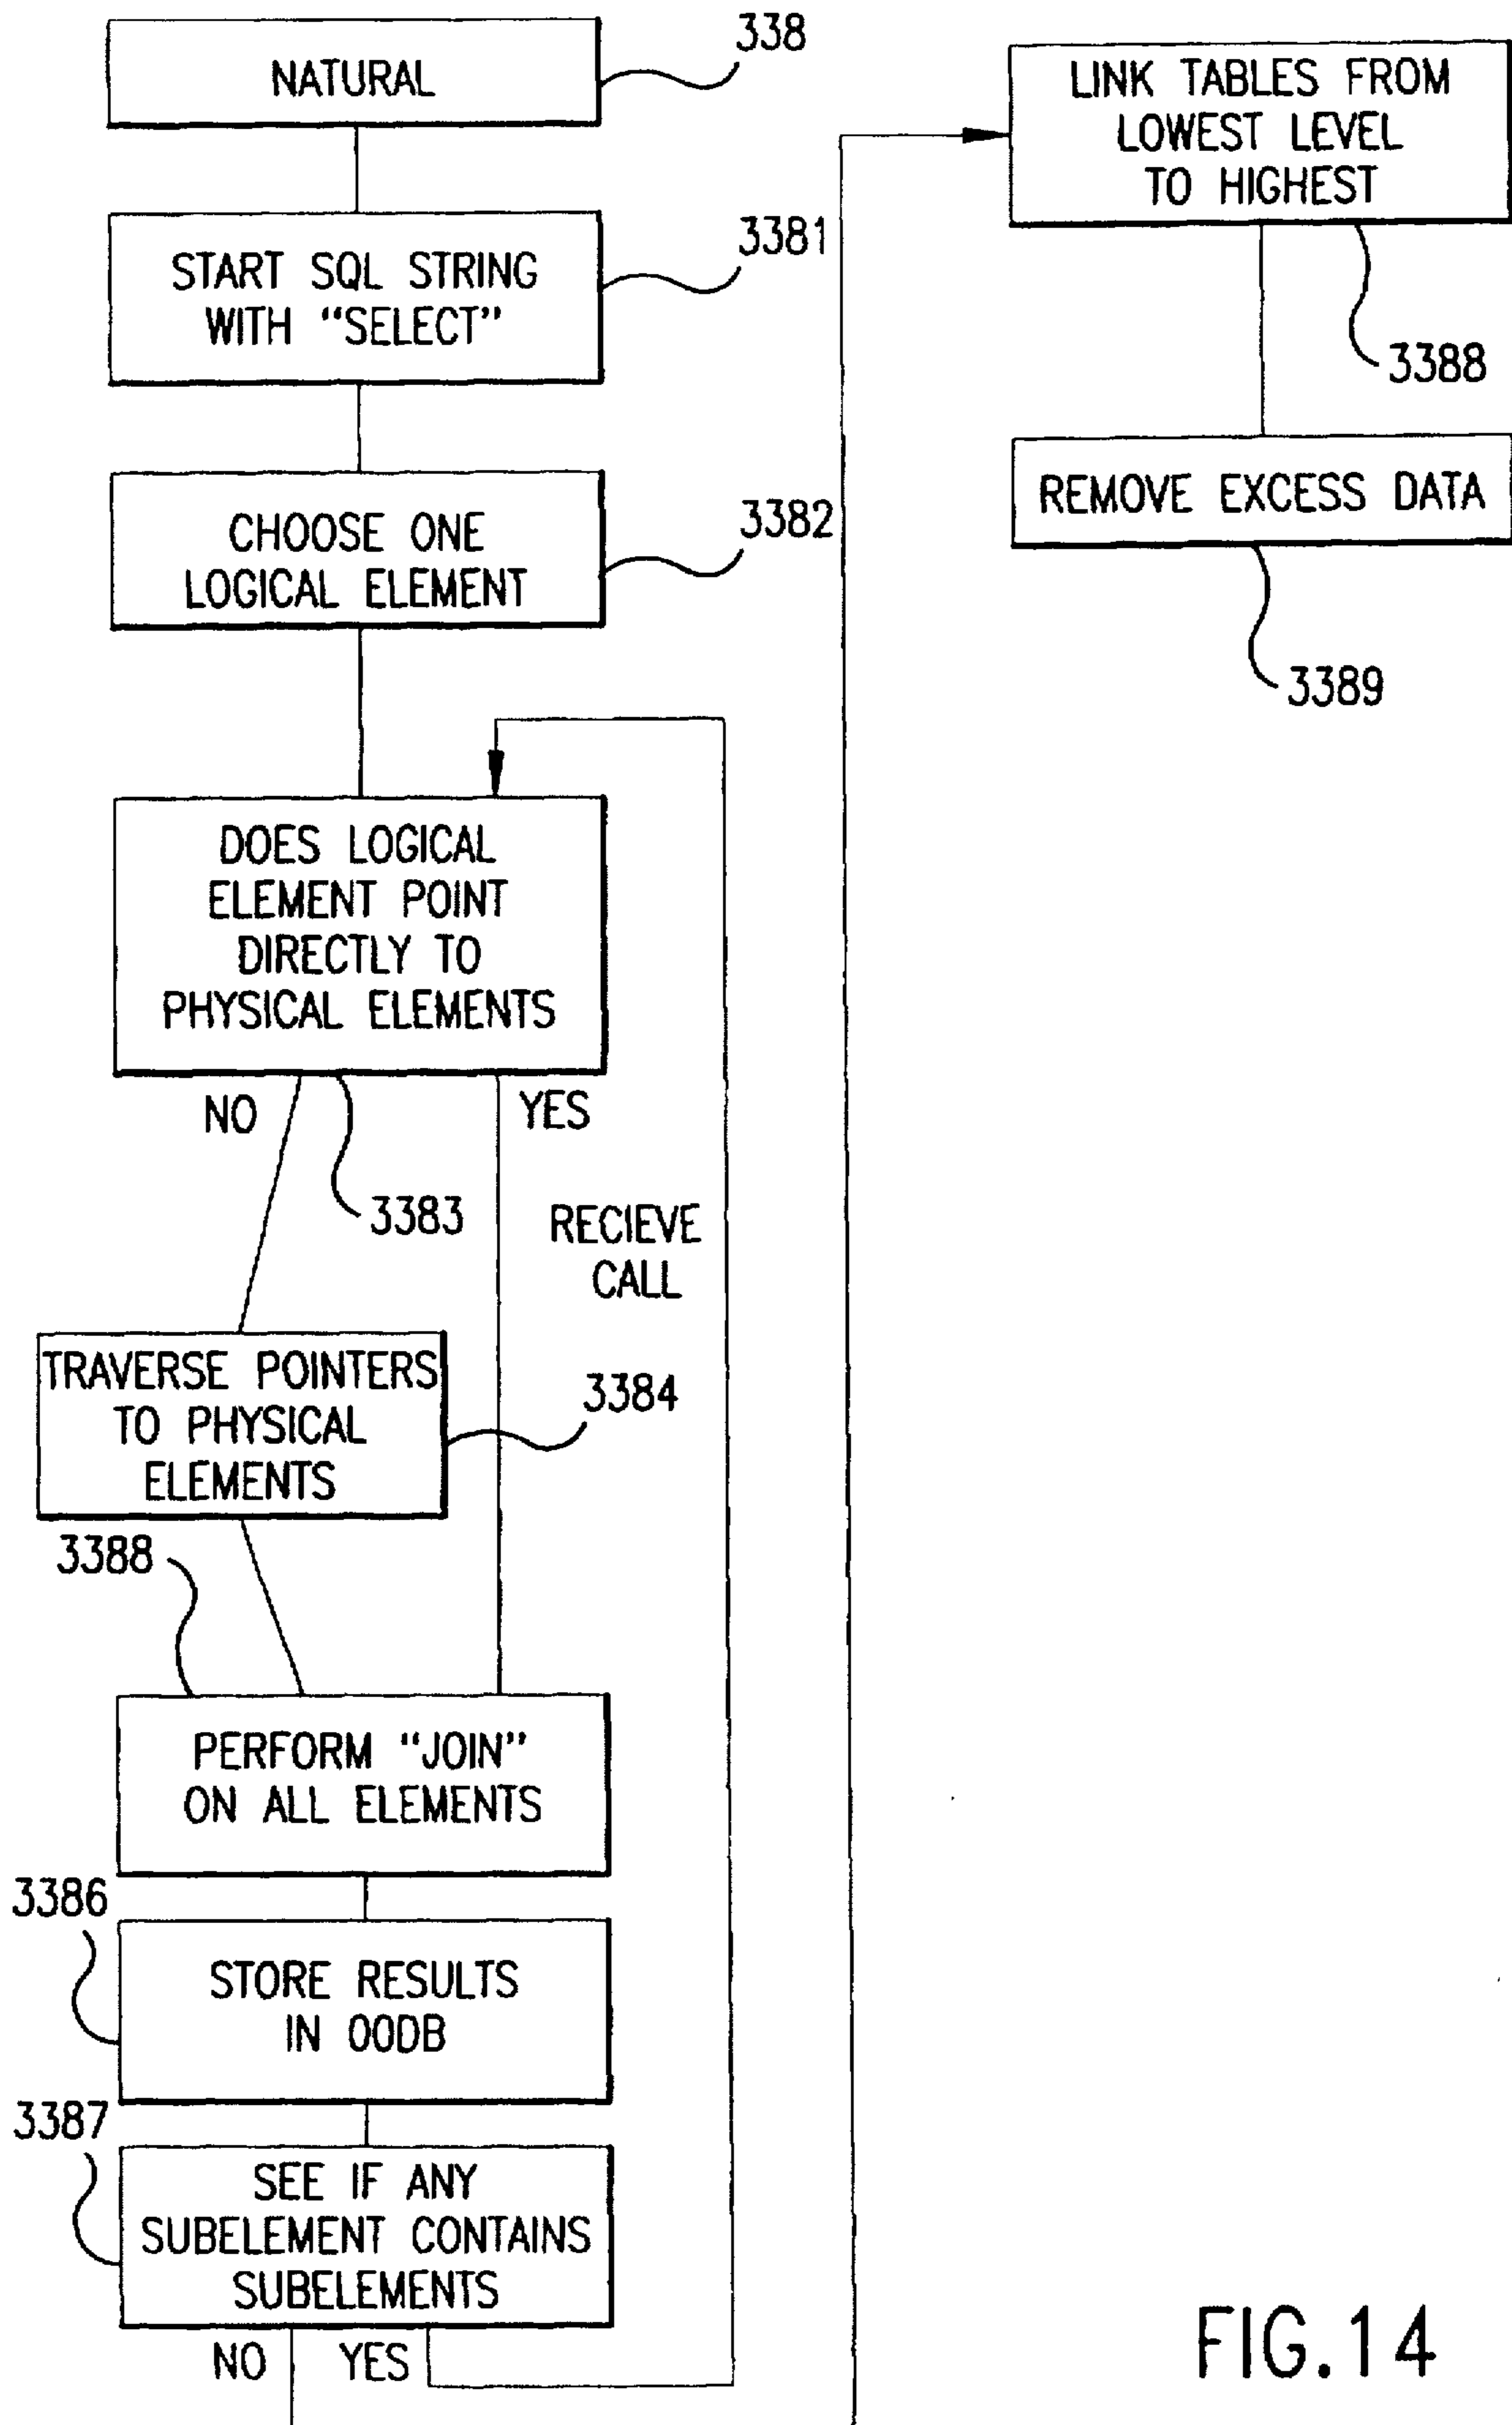 NATURAL
338
START SQL STRING
WITH "SELECT"
3381
CHOOSE ONE
LOGICAL ELEMENT
3382
DOES LOGICAL
ELEMENT POINT
DIRECTLY TO
PHYSICAL ELEMENTS
NO
YES
3383
RECIEVE
CALL
TRAVERSE POINTERS
TO PHYSICAL
ELEMENTS
3384
3388
PERFORM "JOIN"
ON ALL ELEMENTS
3386
STORE RESULTS
IN OODB
3387
SEE IF ANY
SUBELEMENT CONTAINS
SUBELEMENTS
NO
YES
LINK TABLES FROM
LOWEST LEVEL
TO HIGHEST
3388
REMOVE EXCESS DATA
3389
FIG.14